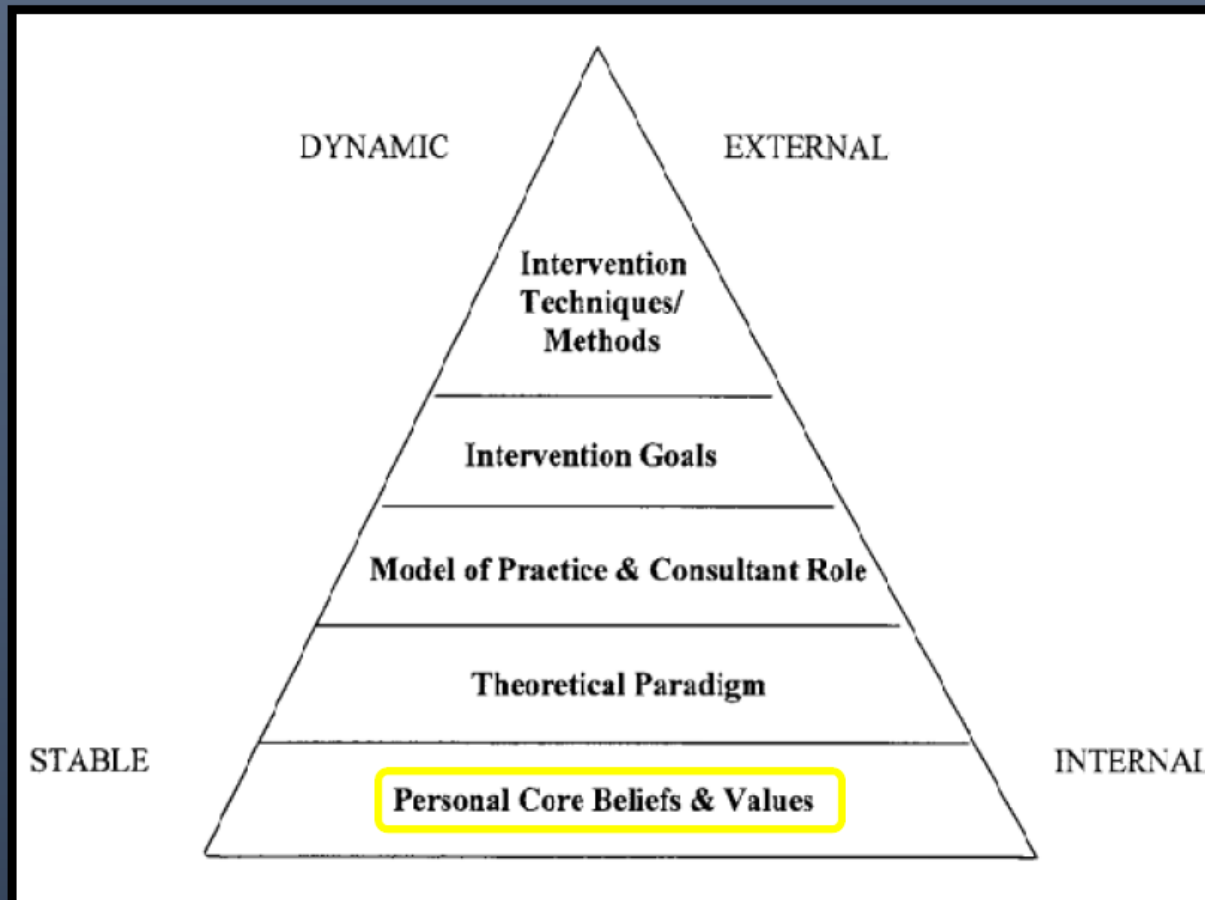 DYNAMIC
EXTERNAL
Intervention
Techniques/
Methods
Intervention Goals
Model of Practice & Consultant Role
Theoretical Paradigm
STABLE
INTERNAL
Personal Core Beliefs & Values